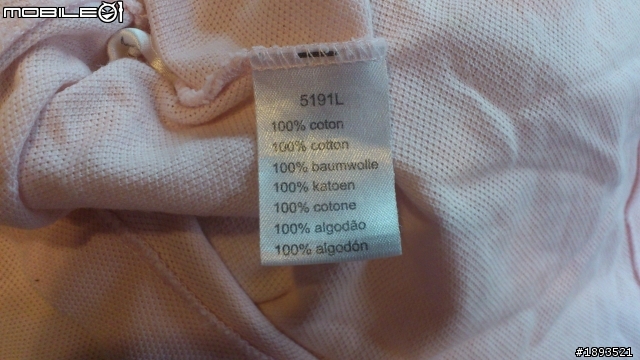 MOBILE01
5191L
100% coton
100% cotton
100% baumwolle
100% katoen
100% cotone
100% algodão
100% algodón
#1893521